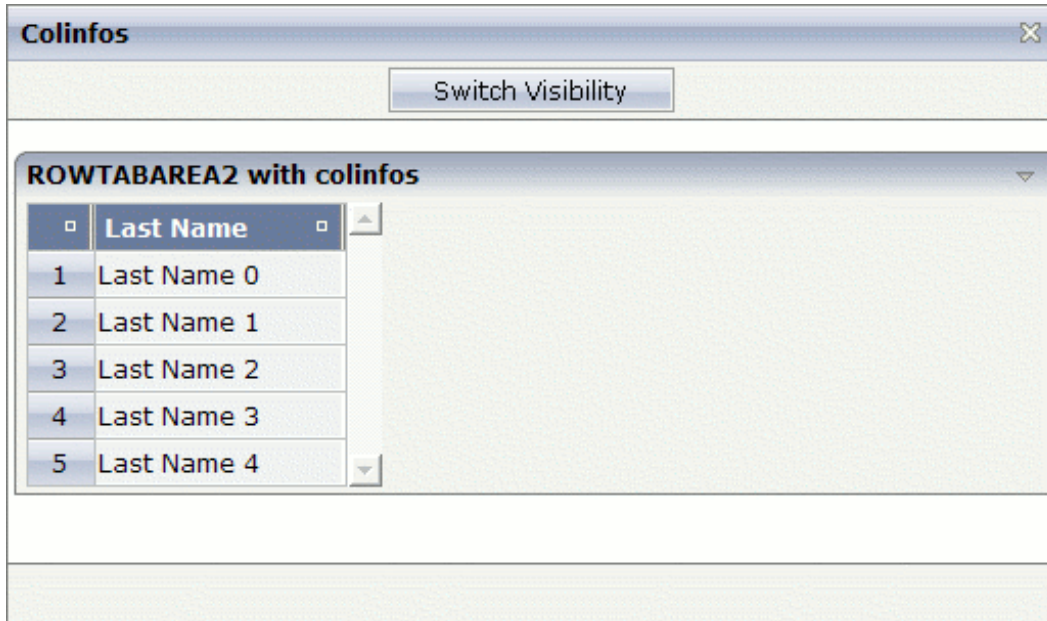 Colinfos
Switch Visibility
ROWTABAREA2 with colinfos
Last Name
1 Last Name 0
2 Last Name 1
3 Last Name 2
4 Last Name 3
5 Last Name 4